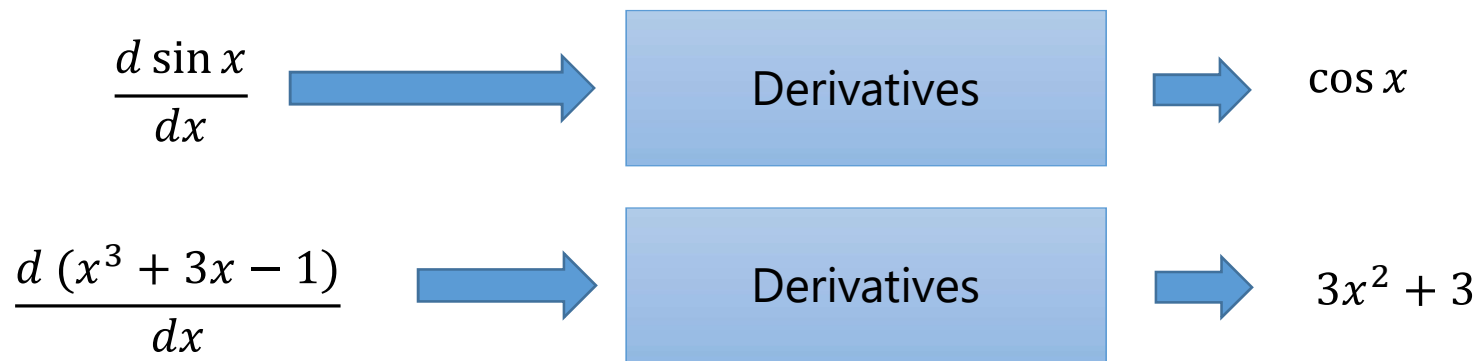 d sin x
dx
Derivatives
cos x
d (x³ + 3x − 1)
dx
Derivatives
3x² + 3